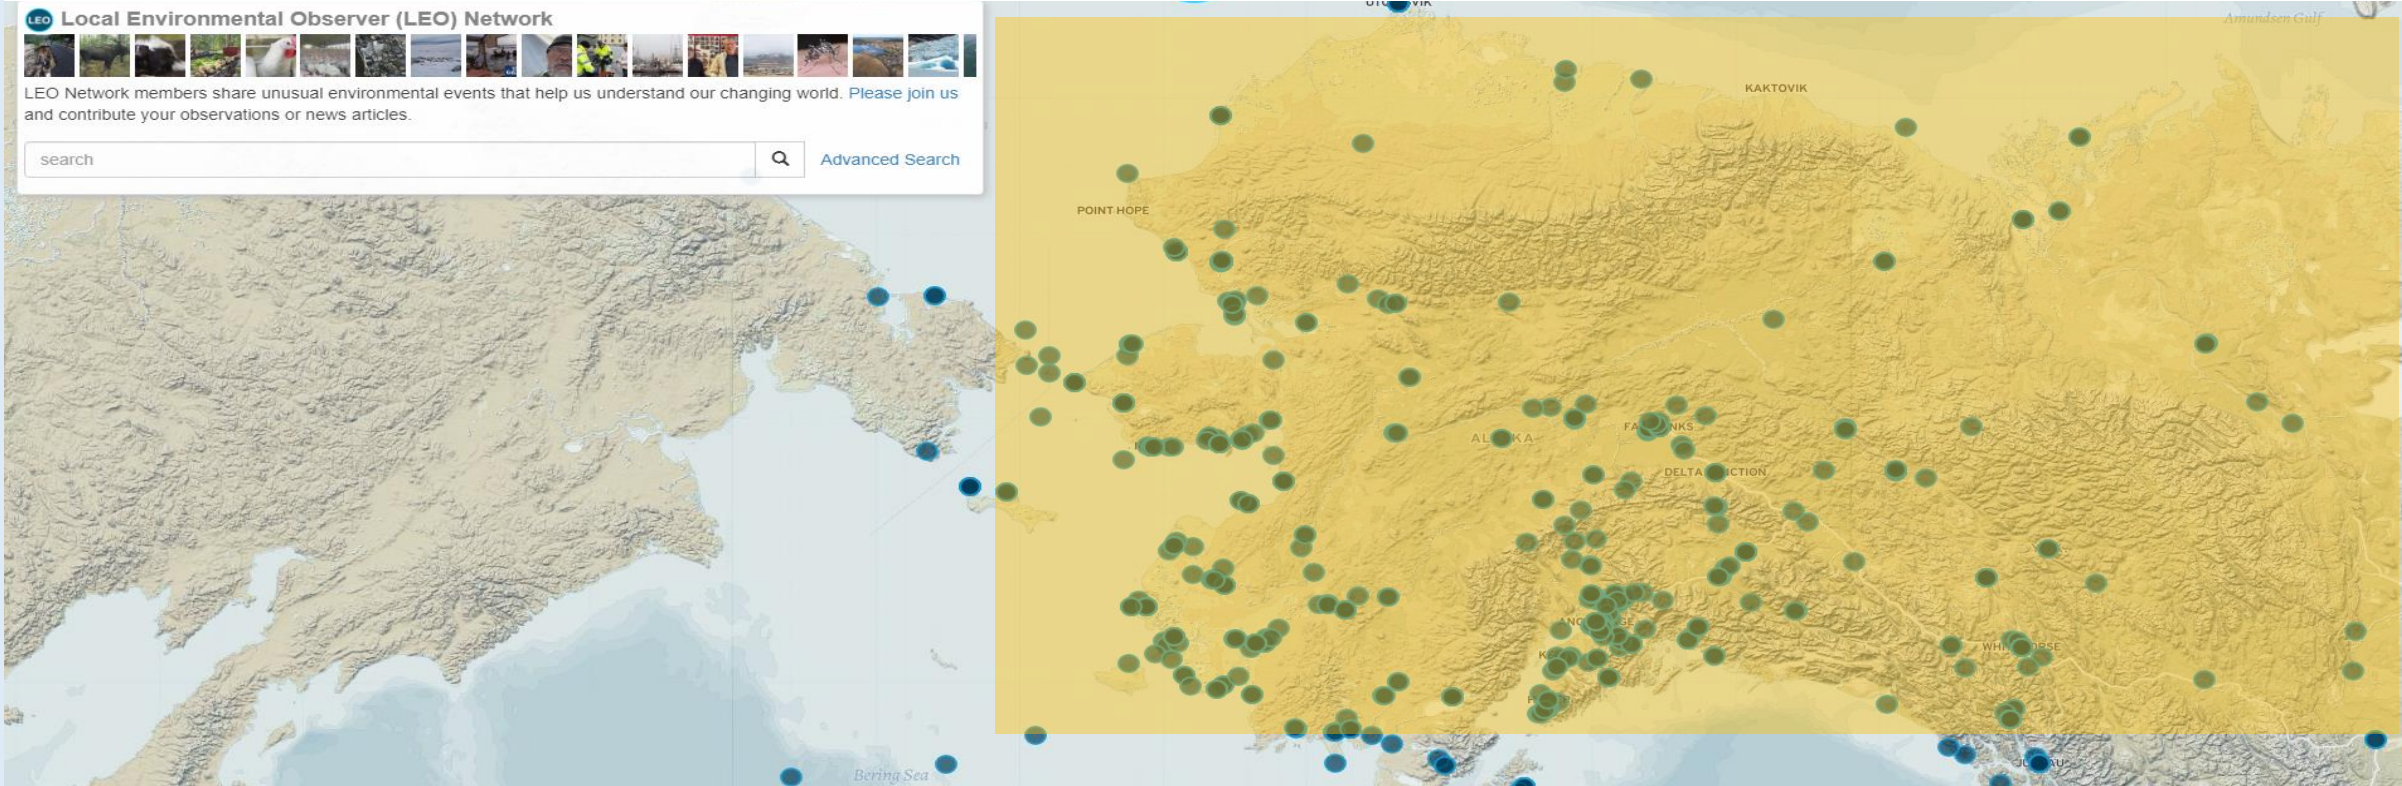 LEO
Local Environmental Observer (LEO) Network
LEO Network members share unusual environmental events that help us understand our changing world. Please join us
and contribute your observations or news articles.
search
Advanced Search
Amundsen Gulf
KAKTOVIK
POINT HOPE
DELTA
Bering Sea